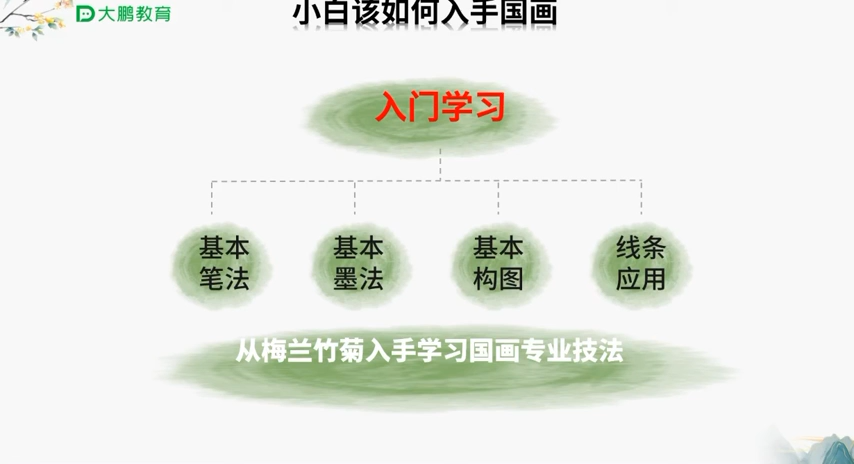 大鹏教育
小白该如何入手国画
入门学习
基本
笔法
基本
墨法
基本
构图
线条
应用
从梅兰竹菊入手学习国画专业技法